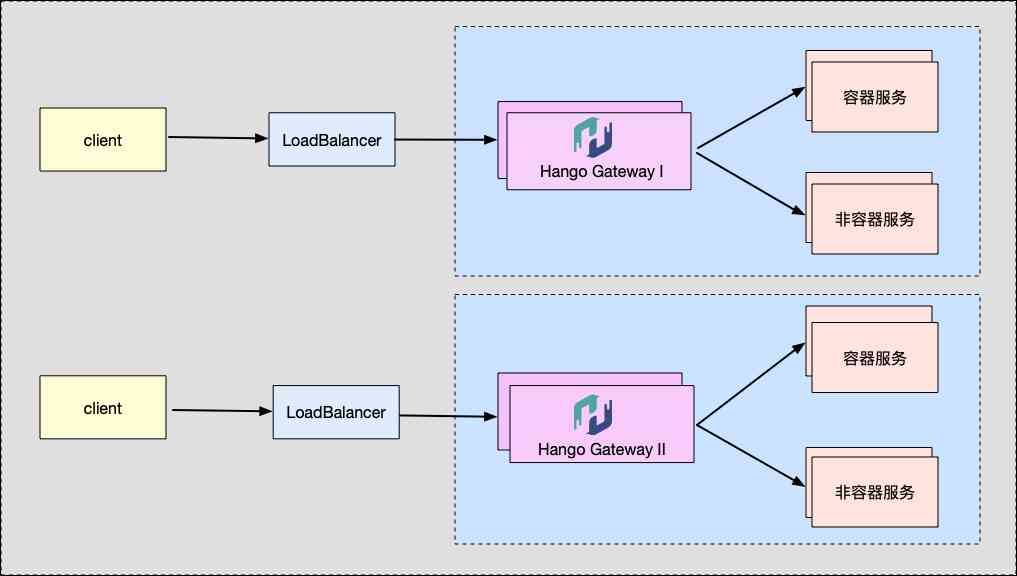 client
LoadBalancer
Hango Gateway I
容器服务
非容器服务
client
LoadBalancer
Hango Gateway II
容器服务
非容器服务